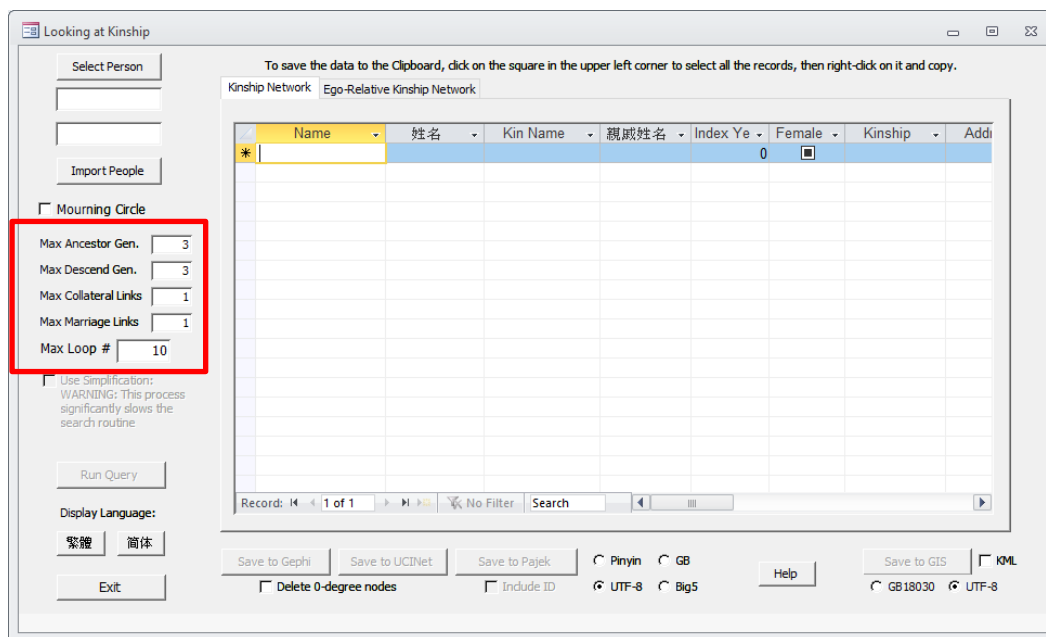 Looking at Kinship
Select Person
Import People
Mourning Circle
Max Ancestor Gen. 3
Max Descend Gen. 3
Max Collateral Links 1
Max Marriage Links 1
Max Loop # 10
Use Simplification:
WARNING: This process
significantly slows the
search routine
Run Query
Display Language:
繁體 简体
Exit
To save the data to the Clipboard, click on the square in the upper left corner to select all the records, then right-click on it and copy.
Kinship Network Ego-Relative Kinship Network
Name 姓名 Kin Name 親戚姓名 Index Ye Female Kinship Addr
* 0
Record: 1 of 1 No Filter Search
Save to Gephi Save to UCINet Save to Pajek Pinyin GB Help Save to GIS KML
Delete 0-degree nodes Include ID UTF-8 Big5 GB18030 UTF-8